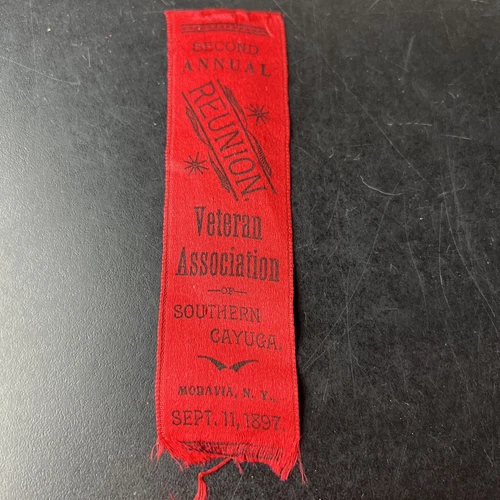 SECOND
ANNUAL
REUNION.
Veteran
Association
—OF—
SOUTHERN
CAYUGA.
MORAVIA, N. Y.,
SEPT. 11, 1897.